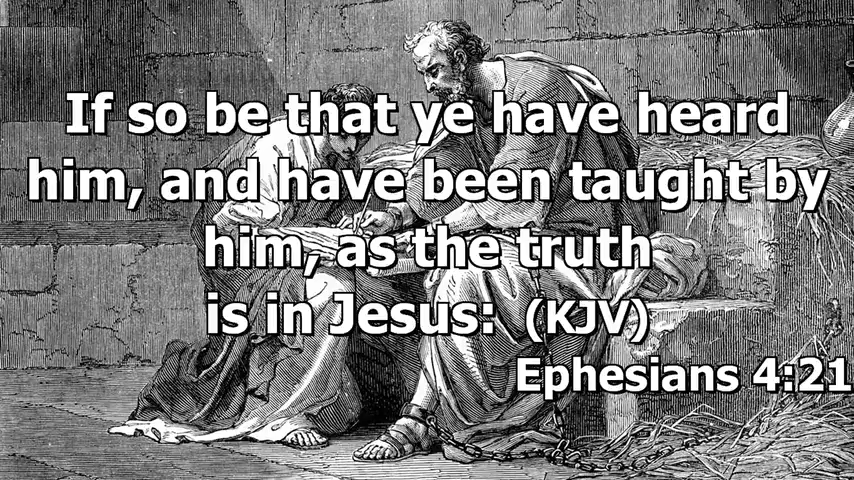 If so be that ye have heard
him, and have been taught by
him, as the truth
is in Jesus: (KJV)
Ephesians 4:21